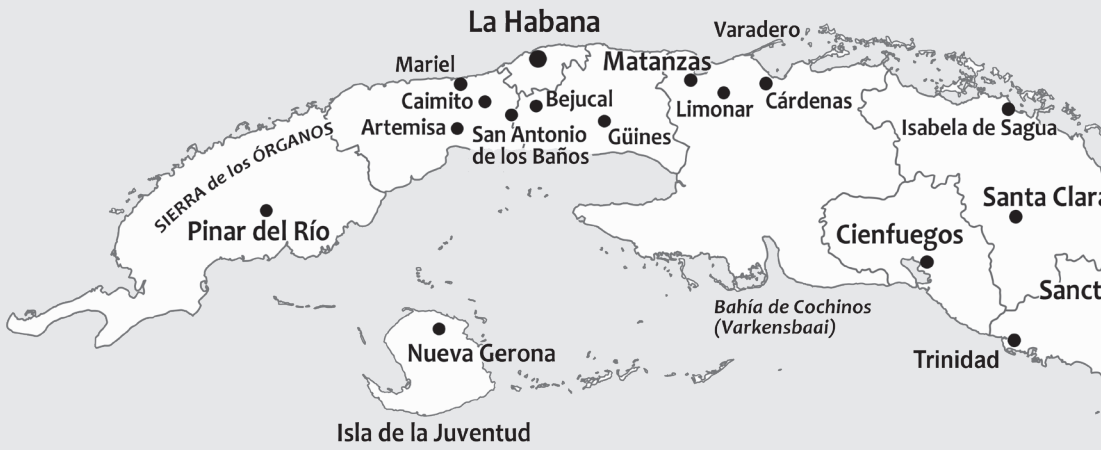 La Habana
Varadero
Mariel
Matanzas
Caimito
Bejucal
Limonar
Cárdenas
Artemisa
San Antonio
de los Baños
Güines
Isabela de Sagua
SIERRA de los ÓRGANOS
Santa Clara
Pinar del Río
Cienfuegos
Sanct
Bahía de Cochinos
(Varkensbaai)
Nueva Gerona
Trinidad
Isla de la Juventud